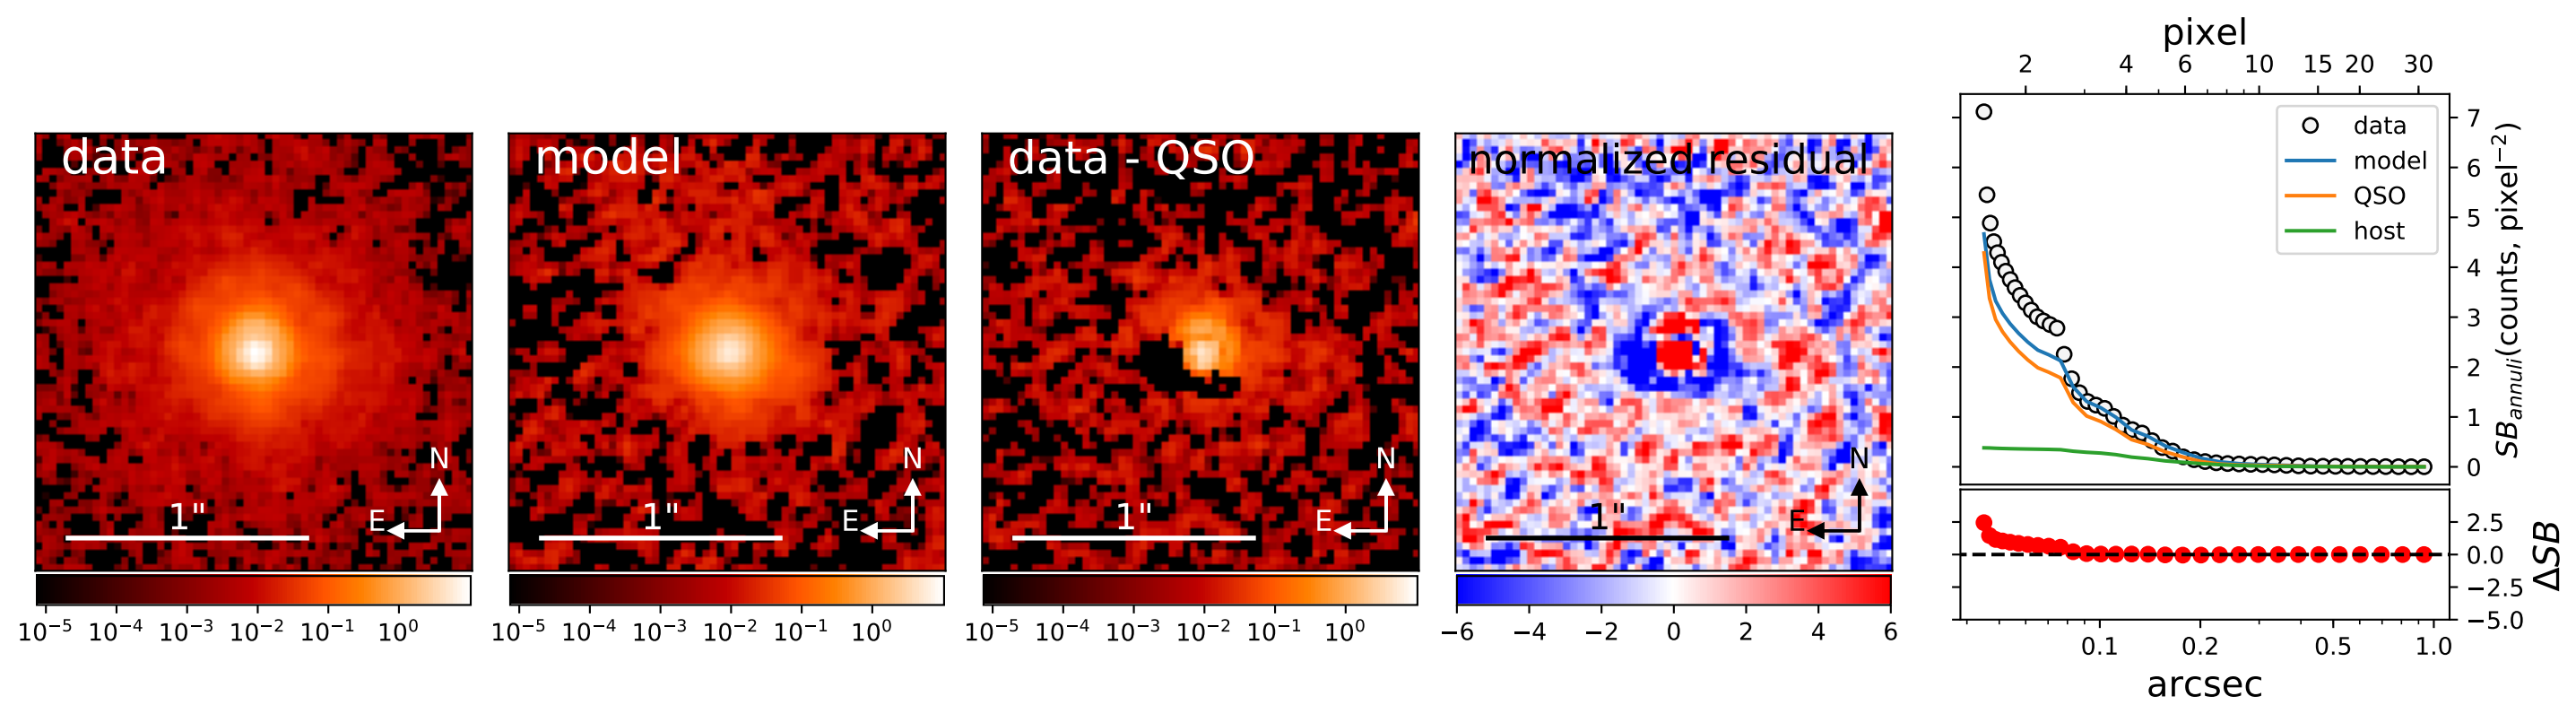 data
N
E
1"
10⁻⁵ 10⁻⁴ 10⁻³ 10⁻² 10⁻¹ 10⁰
model
N
E
1"
10⁻⁵ 10⁻⁴ 10⁻³ 10⁻² 10⁻¹ 10⁰
data - QSO
N
E
1"
10⁻⁵ 10⁻⁴ 10⁻³ 10⁻² 10⁻¹ 10⁰
normalized residual
N
E
1"
−6 −4 −2 0 2 4 6
pixel
2 4 6 10 15 20 30
data
model
QSO
host
7
6
5
4
3
2
1
0
SB_annuli(counts, pixel⁻²)
2.5
0.0
−2.5
−5.0
ΔSB
0.1 0.2 0.5 1.0
arcsec